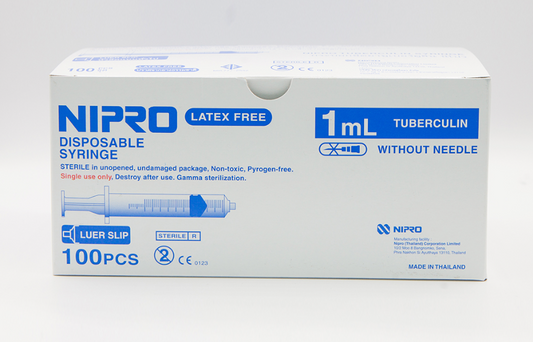 100
NIPRO LATEX FREE
DISPOSABLE
SYRINGE
STERILE in unopened, undamaged package, Non-toxic, Pyrogen-free.
Single use only, Destroy after use. Gamma sterilization.
LUER SLIP
100PCS
STERILE R
2
CE 0123
1mL TUBERCULIN
WITHOUT NEEDLE
NIPRO
Manufacturing facility
Nipro (Thailand) Corporation Limited
MADE IN THAILAND